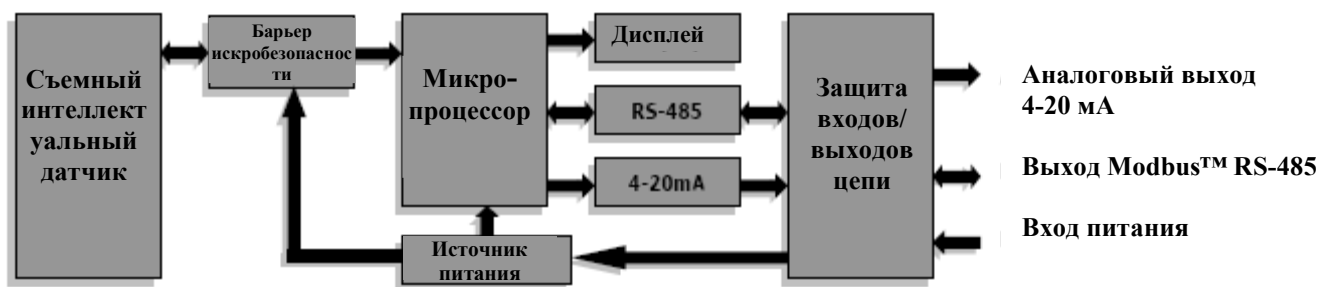 Съемный
интеллект
уальный
датчик
Барьер
искробезопаснос
ти
Микро-
процессор
Дисплей
RS-485
4-20mA
Источник
питания
Защита
входов/
выходов
цепи
Аналоговый выход
4-20 мА
Выход Modbus™ RS-485
Вход питания